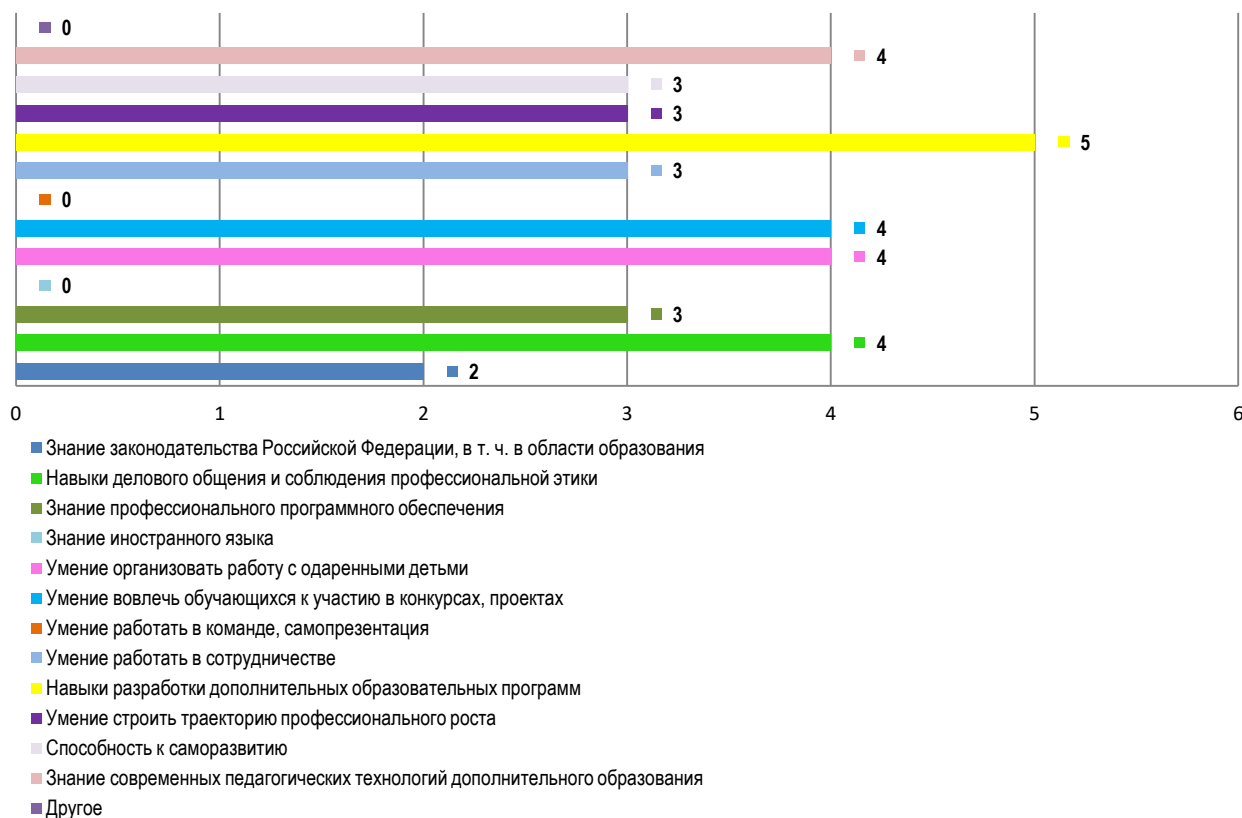 0
4
3
3
5
3
0
4
4
0
3
4
2
0 1 2 3 4 5 6
Знание законодательства Российской Федерации, в т. ч. в области образования
Навыки делового общения и соблюдения профессиональной этики
Знание профессионального программного обеспечения
Знание иностранного языка
Умение организовать работу с одаренными детьми
Умение вовлечь обучающихся к участию в конкурсах, проектах
Умение работать в команде, самопрезентация
Умение работать в сотрудничестве
Навыки разработки дополнительных образовательных программ
Умение строить траекторию профессионального роста
Способность к саморазвитию
Знание современных педагогических технологий дополнительного образования
Другое